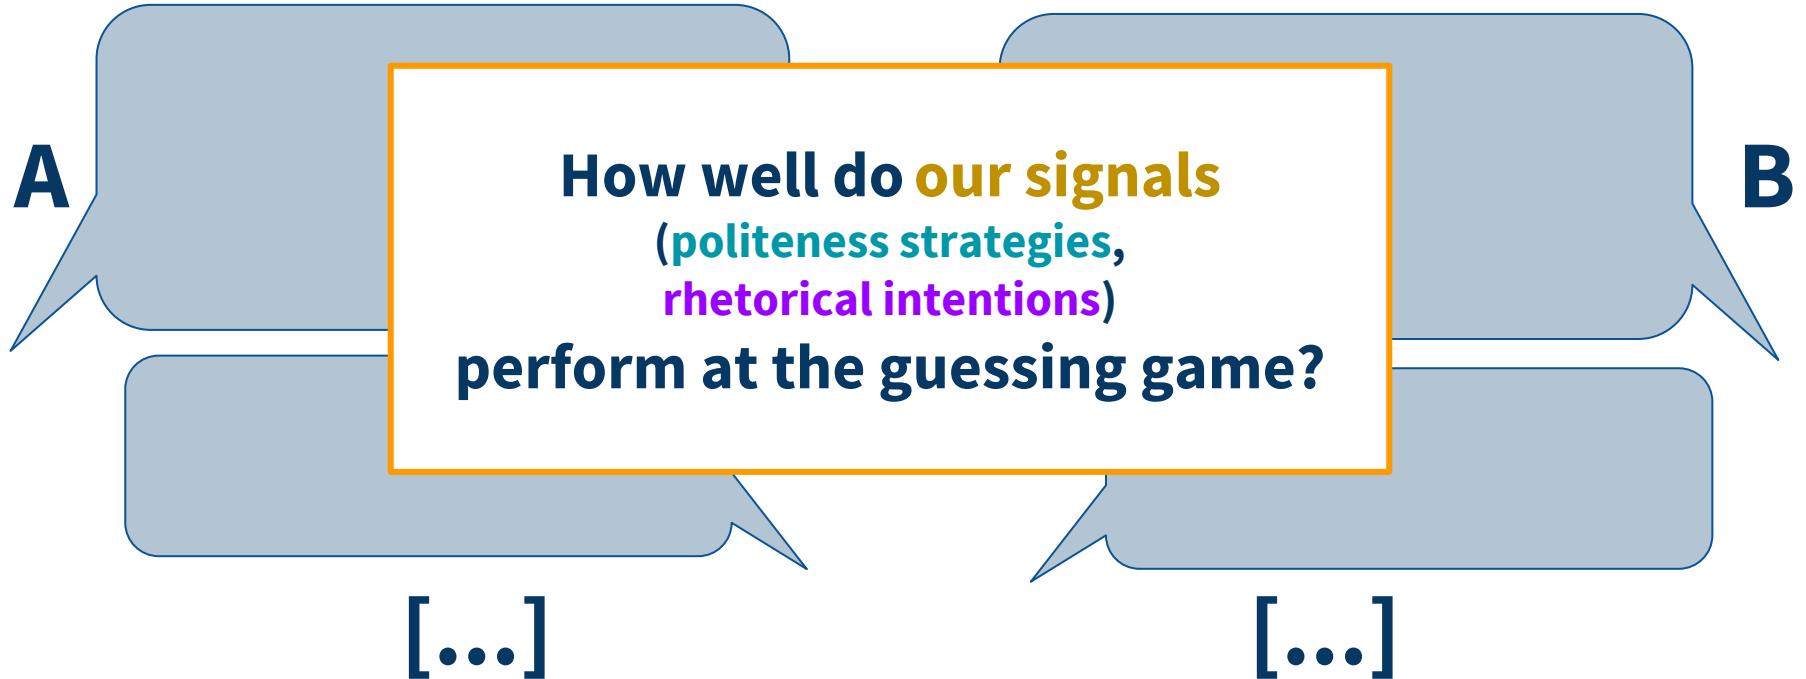 A
B
How well do our signals
(politeness strategies,
rhetorical intentions)
perform at the guessing game?
[...]
[...]